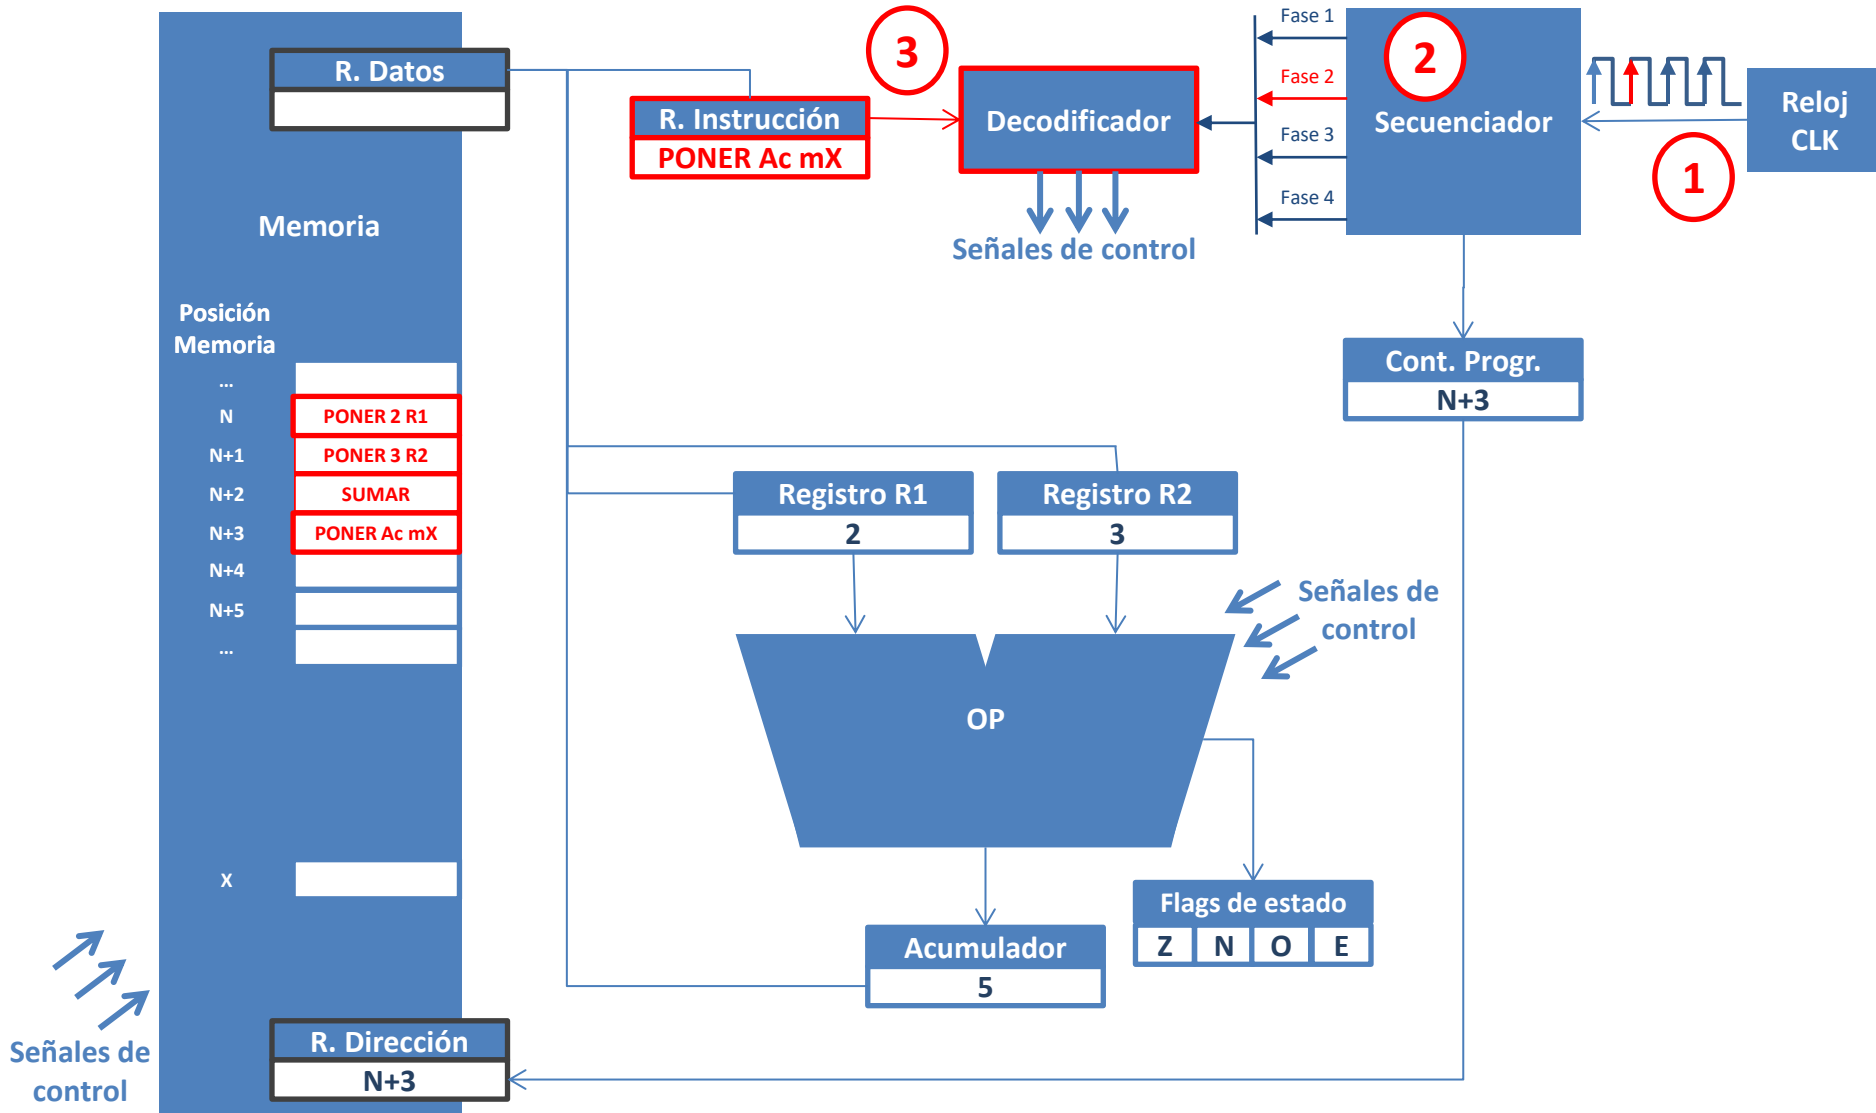 R. Datos
Memoria
Posición
Memoria
...
N
PONER 2 R1
N+1
PONER 3 R2
N+2
SUMAR
N+3
PONER Ac mX
N+4
N+5
...
X
Señales de
control
R. Dirección
N+3
R. Instrucción
PONER Ac mX
3
Decodificador
Señales de control
Fase 1
Fase 2
Fase 3
Fase 4
2
Secuenciador
1
Reloj
CLK
Cont. Progr.
N+3
Registro R1
2
Registro R2
3
Señales de
control
OP
Flags de estado
Z N O E
Acumulador
5